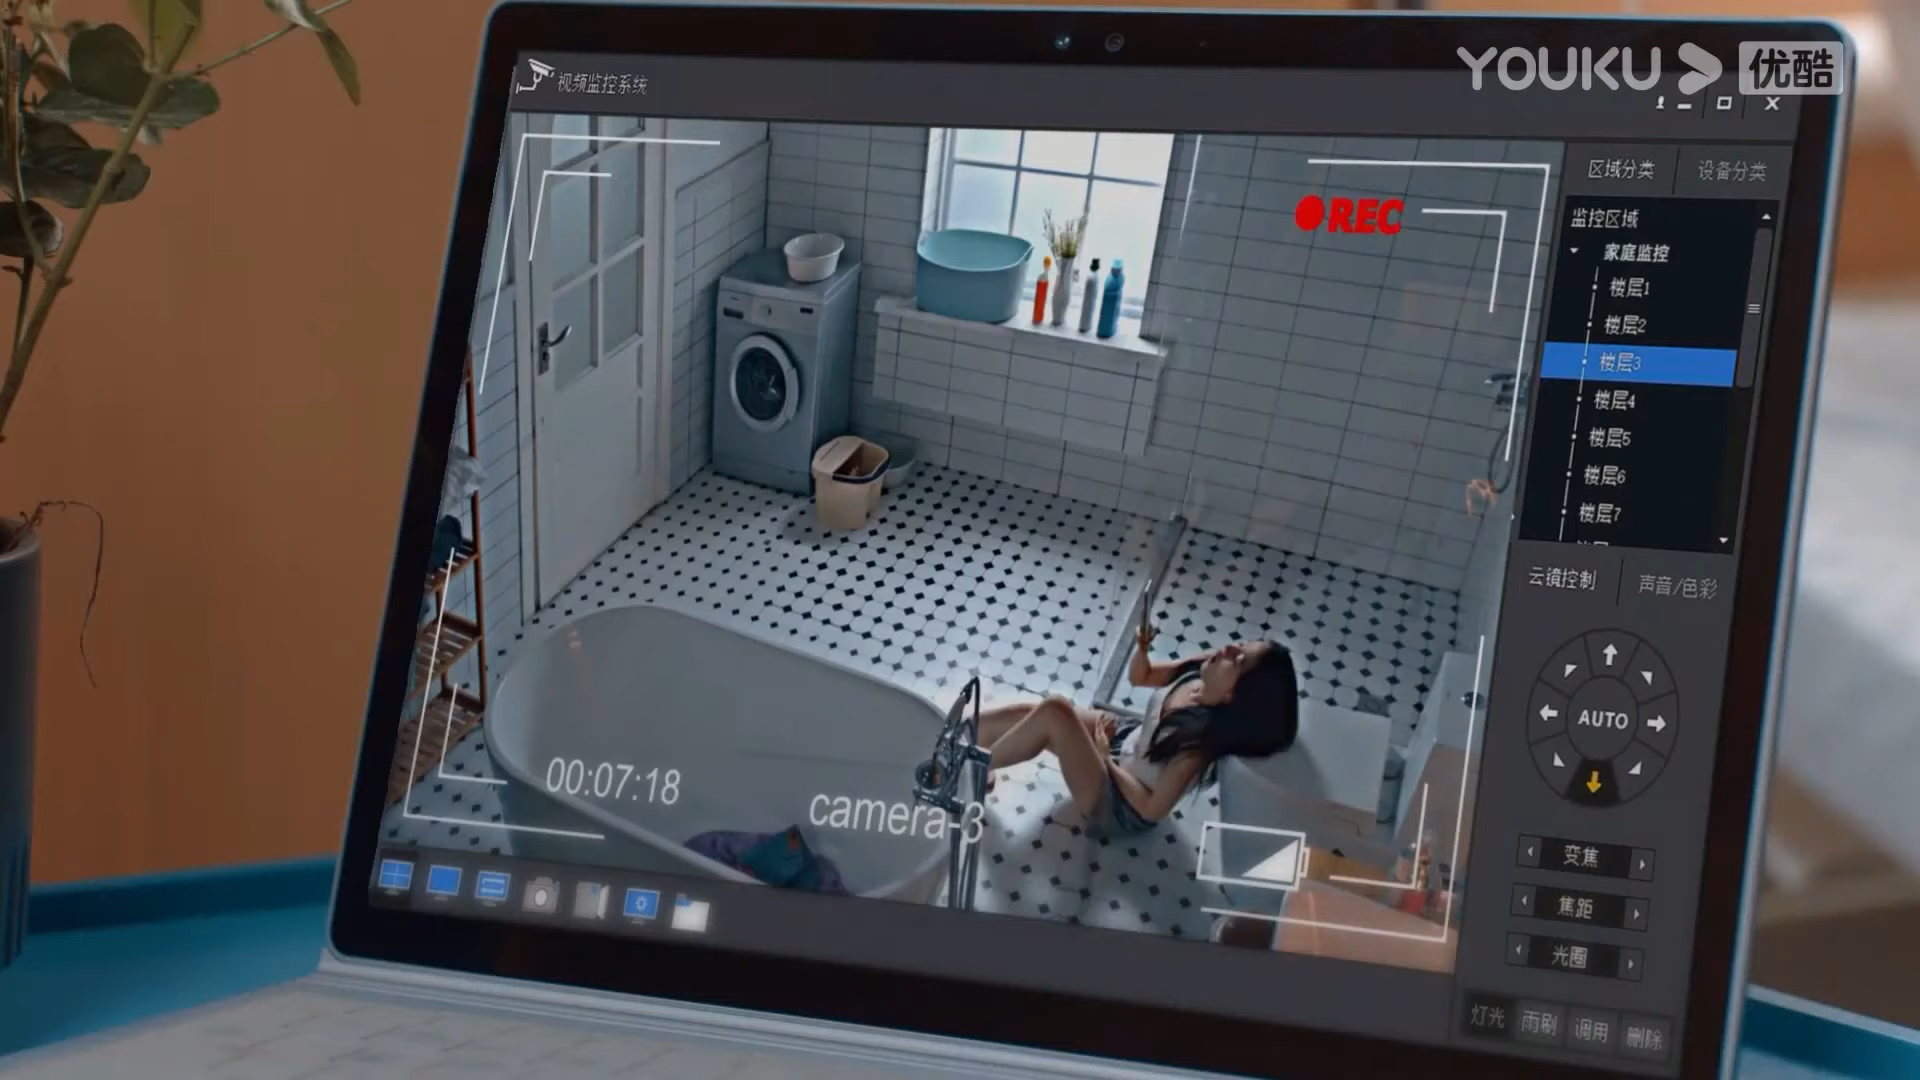 YOUKU 优酷
视频监控系统
REC
区域分类 设备分类
监控区域
家庭监控
楼层1
楼层2
楼层3
楼层4
楼层5
楼层6
楼层7
云镜控制 声音/色彩
AUTO
00:07:18
camera-3
变焦
焦距
光圈
灯光 雨刷 调用 删除